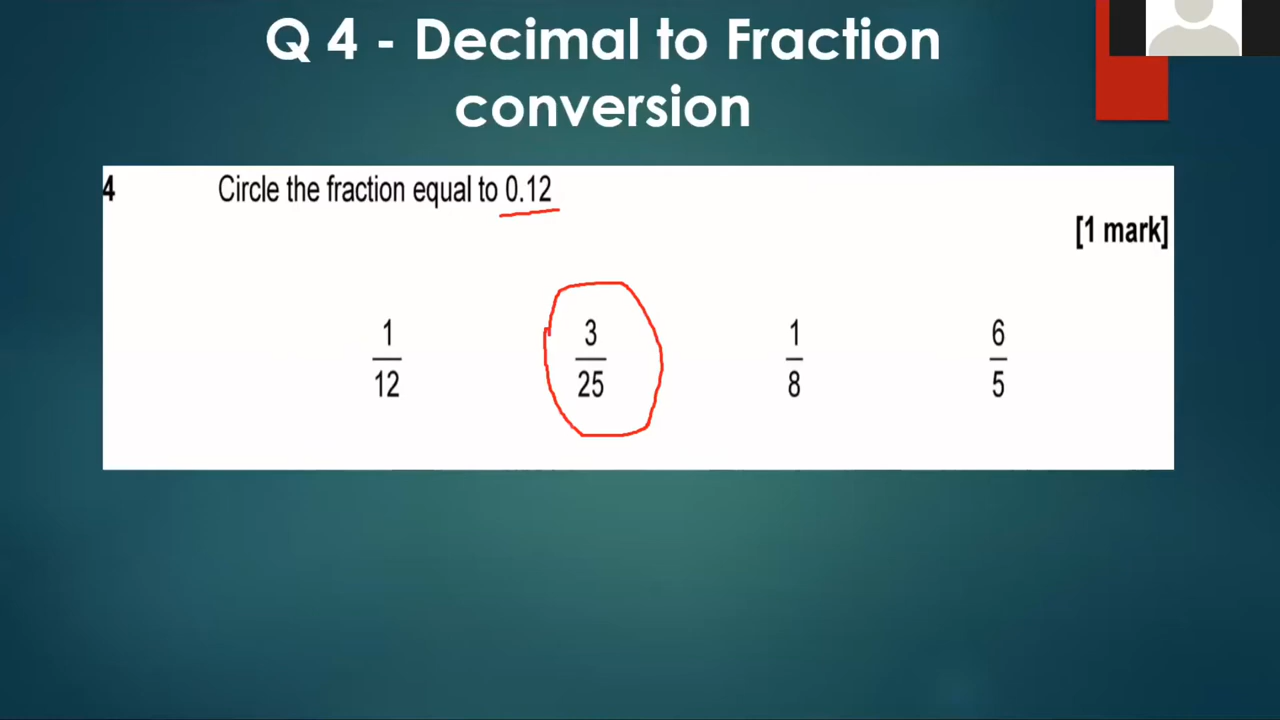 Q 4 - Decimal to Fraction
conversion
4 Circle the fraction equal to 0.12
[1 mark]
1 3 1 6
12 25 8 5